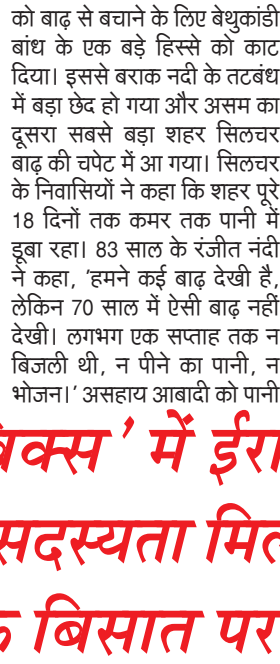 को बाढ़ से बचाने के लिए बेथुकांडी
बांध के एक बड़े हिस्से को काट
दिया। इससे बराक नदी के तटबंध
में बड़ा छेद हो गया और असम का
दूसरा सबसे बड़ा शहर सिलचर
बाढ़ की चपेट में आ गया। सिलचर
के निवासियों ने कहा कि शहर पूरे
18 दिनों तक कमर तक पानी में
डूबा रहा। 83 साल के रंजीत नंदी
ने कहा, ‘हमने कई बाढ़ देखी है,
लेकिन 70 साल में ऐसी बाढ़ नहीं
देखी। लगभग एक सप्ताह तक न
बिजली थी, न पीने का पानी, न
भोजन।’ असहाय आबादी को पानी
’ में
सदस्यता
बिसात पर